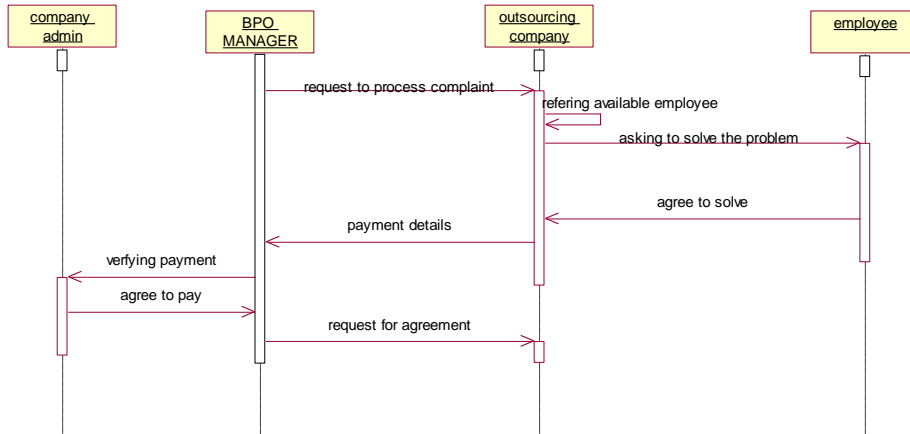 company
admin
BPO
MANAGER
outsourcing
company
employee
request to process complaint
refering available employee
asking to solve the problem
agree to solve
payment details
verfying payment
agree to pay
request for agreement